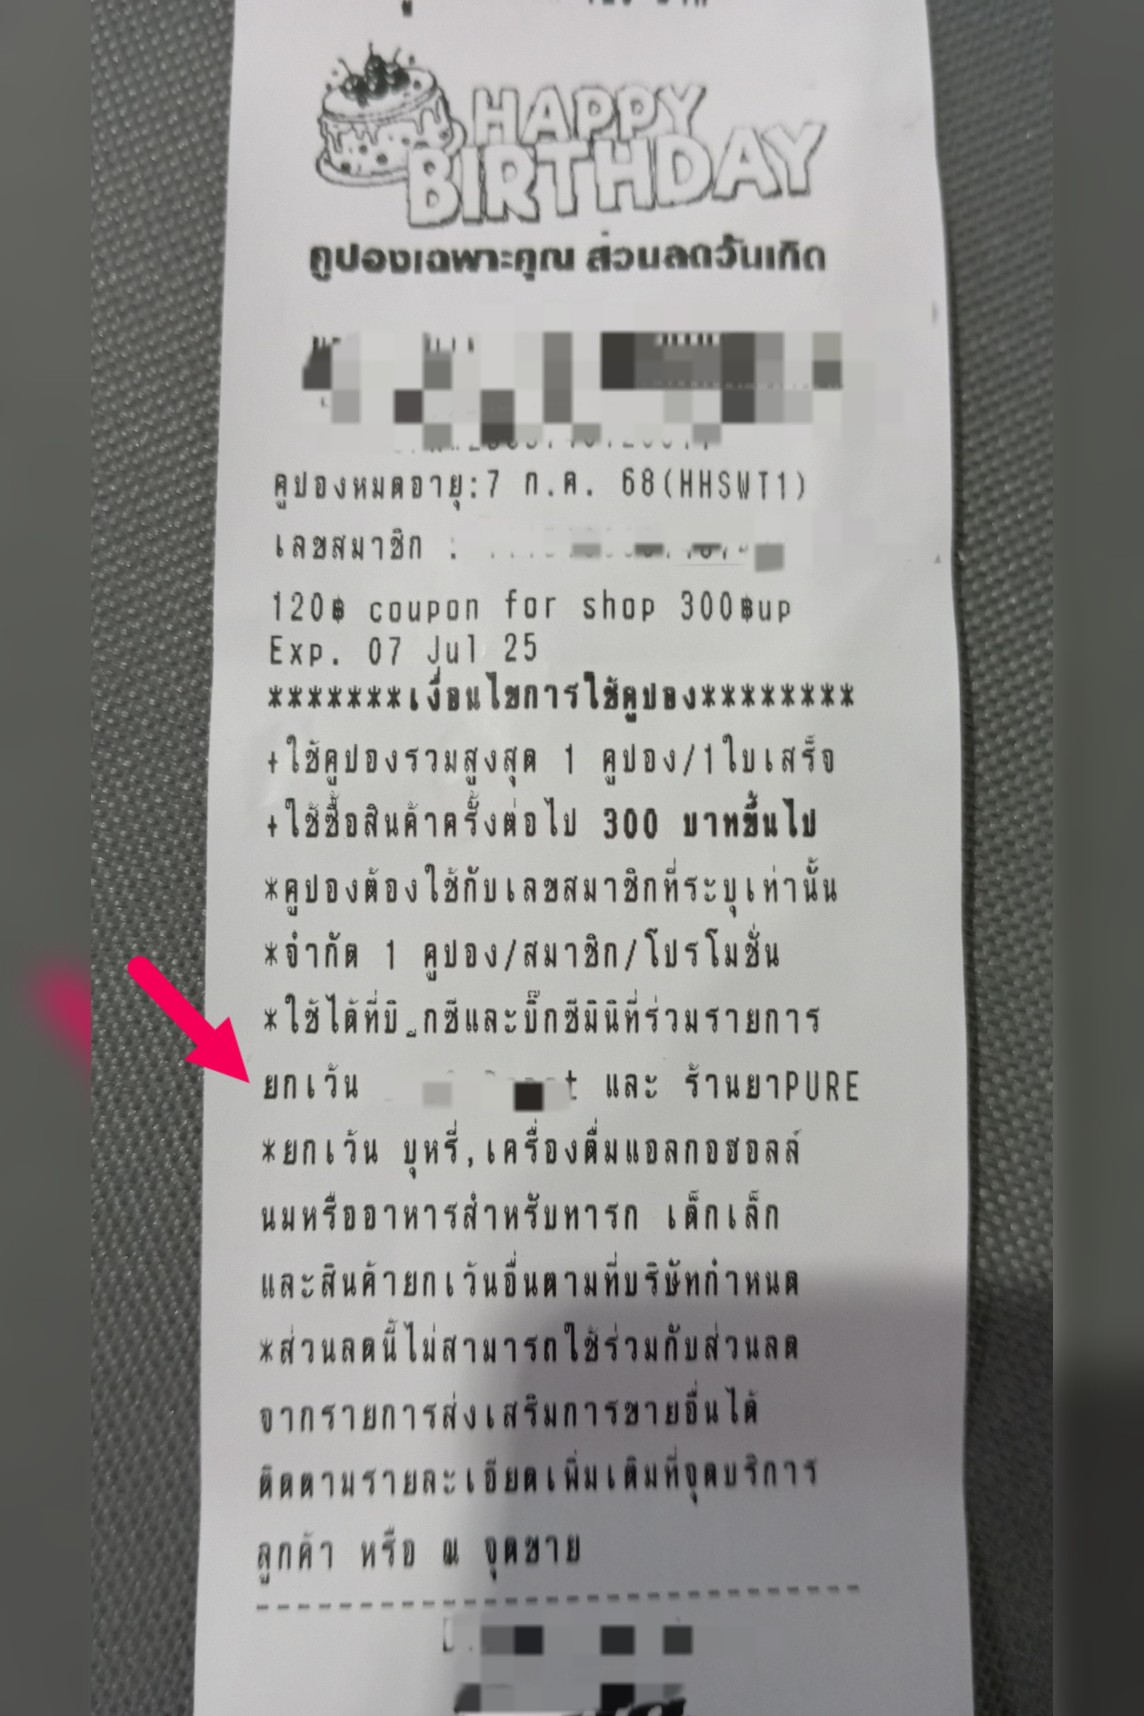 HAPPY
BIRTHDAY
คูปองเฉพาะคุณ ส่วนลดวันเกิด
คูปองหมดอายุ:7 ก.ค. 68(HHSWT1)
เลขสมาชิก :
120฿ coupon for shop 300฿up
Exp. 07 Jul 25
*******เงื่อนไขการใช้คูปอง********
+ใช้คูปองรวมสูงสุด 1 คูปอง/1ใบเสร็จ
+ใช้ซื้อสินค้าครั้งต่อไป 300 บาทขึ้นไป
*คูปองต้องใช้กับเลขสมาชิกที่ระบุเท่านั้น
*จำกัด 1 คูปอง/สมาชิก/โปรโมชั่น
*ใช้ได้ที่บิ๊กซีและบิ๊กซีมินิที่ร่วมรายการ
ยกเว้น และ ร้านยาPURE
*ยกเว้น บุหรี่,เครื่องดื่มแอลกอฮอลล์
นมหรืออาหารสำหรับทารก เด็กเล็ก
และสินค้ายกเว้นอื่นตามที่บริษัทกำหนด
*ส่วนลดนี้ไม่สามารถใช้ร่วมกับส่วนลด
จากรายการส่งเสริมการขายอื่นได้
ติดตามรายละเอียดเพิ่มเติมที่จุดบริการ
ลูกค้า หรือ ณ จุดขาย